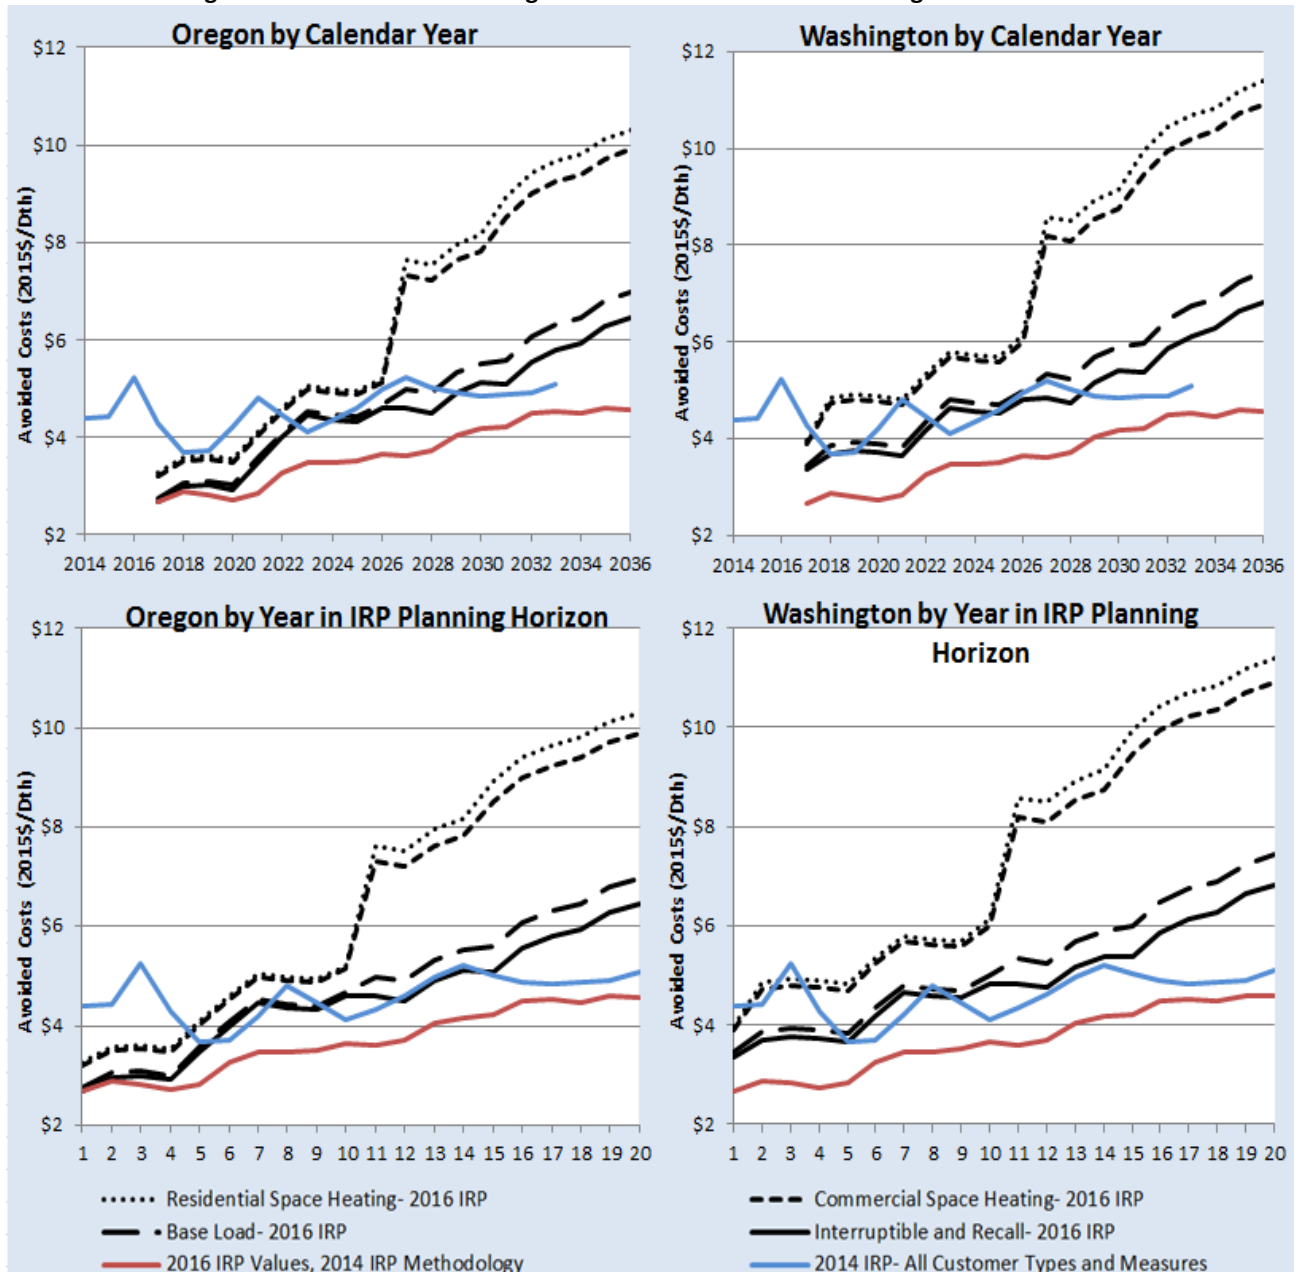 Oregon by Calendar Year
$12
$10
$8
$6
$4
$2
Avoided Costs (2015$/Dth)
2014 2016 2018 2020 2022 2024 2026 2028 2030 2032 2034 2036
Washington by Calendar Year
$12
$10
$8
$6
$4
$2
Avoided Costs (2015$/Dth)
2014 2016 2018 2020 2022 2024 2026 2028 2030 2032 2034 2036
Oregon by Year in IRP Planning Horizon
$12
$10
$8
$6
$4
$2
Avoided Costs (2015$/Dth)
1 2 3 4 5 6 7 8 9 10 11 12 13 14 15 16 17 18 19 20
Washington by Year in IRP Planning
Horizon
$12
$10
$8
$6
$4
$2
Avoided Costs (2015$/Dth)
1 2 3 4 5 6 7 8 9 10 11 12 13 14 15 16 17 18 19 20
Residential Space Heating- 2016 IRP
Commercial Space Heating- 2016 IRP
Base Load- 2016 IRP
Interruptible and Recall- 2016 IRP
2016 IRP Values, 2014 IRP Methodology
2014 IRP- All Customer Types and Measures